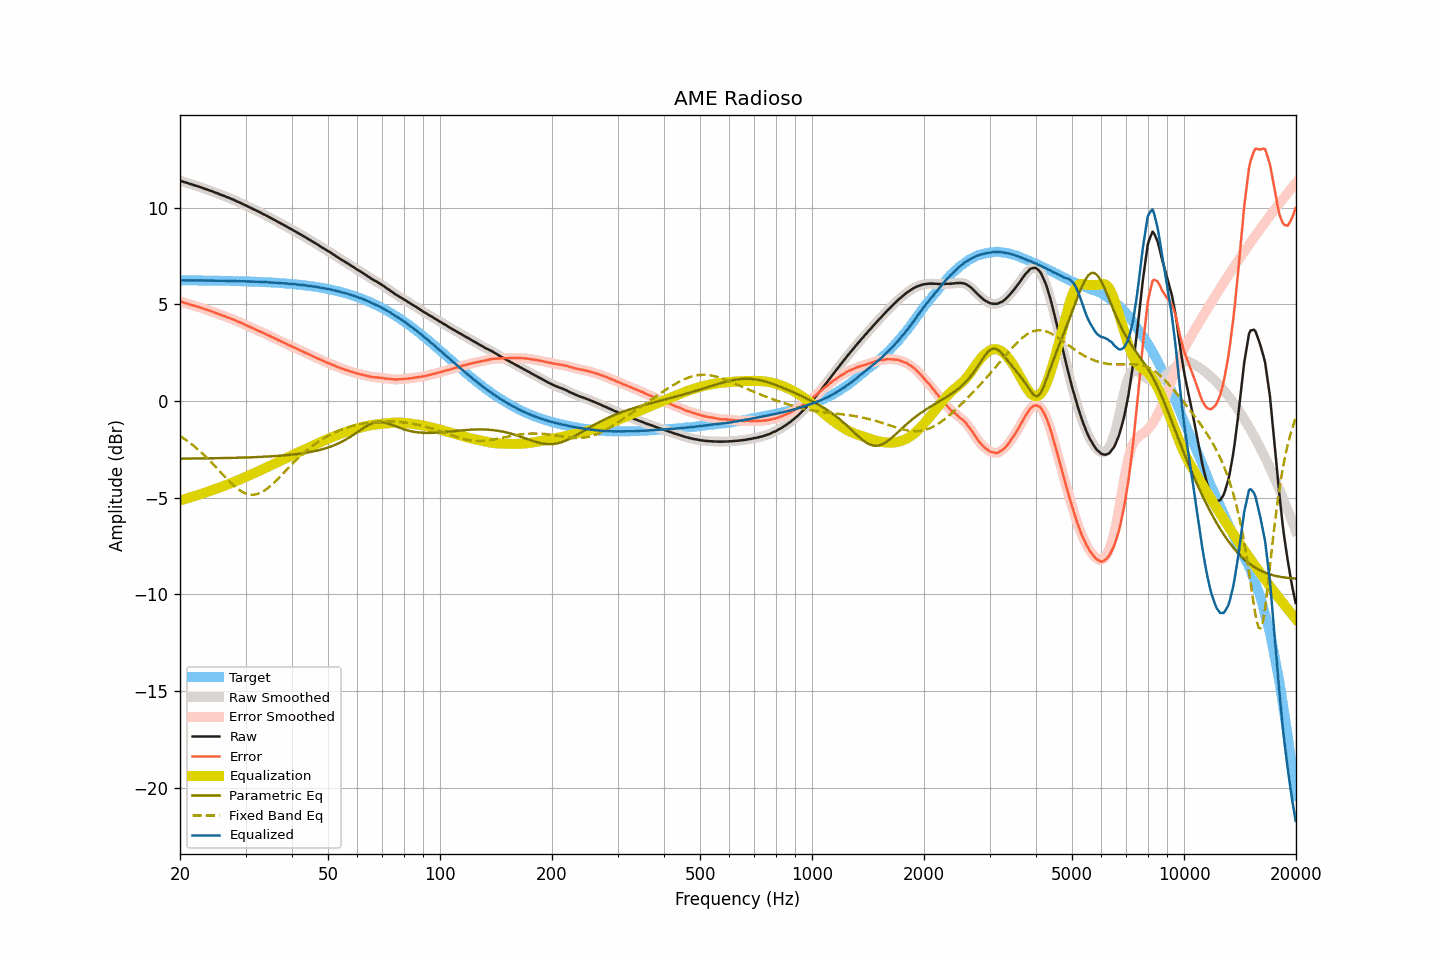 AME Radioso
10
5
0
−5
−10
−15
−20
Amplitude (dBr)
Target
Raw Smoothed
Error Smoothed
Raw
Error
Equalization
Parametric Eq
Fixed Band Eq
Equalized
20 50 100 200 500 1000 2000 5000 10000 20000
Frequency (Hz)